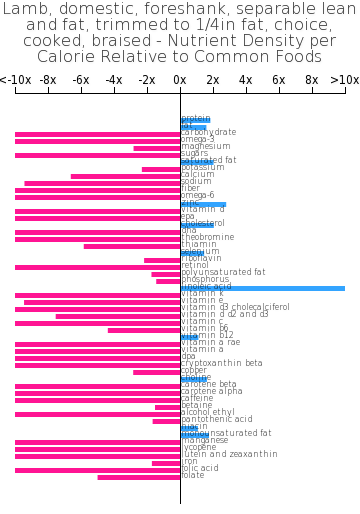 Lamb, domestic, foreshank, separable lean
and fat, trimmed to 1/4in fat, choice,
cooked, braised - Nutrient Density per
Calorie Relative to Common Foods
<-10x -8x -6x -4x -2x 0x 2x 4x 6x 8x >10x
protein
fat
carbohydrate
omega-3
magnesium
sugars
saturated fat
potassium
calcium
sodium
fiber
omega-6
zinc
vitamin d
epa
cholesterol
dha
theobromine
thiamin
selenium
riboflavin
retinol
polyunsaturated fat
phosphorus
linoleic acid
vitamin k
vitamin e
vitamin d3 cholecalciferol
vitamin d d2 and d3
vitamin c
vitamin b6
vitamin b12
vitamin a rae
vitamin a
dpa
cryptoxanthin beta
copper
choline
carotene beta
carotene alpha
caffeine
betaine
alcohol ethyl
pantothenic acid
niacin
monounsaturated fat
manganese
lycopene
lutein and zeaxanthin
iron
folic acid
folate